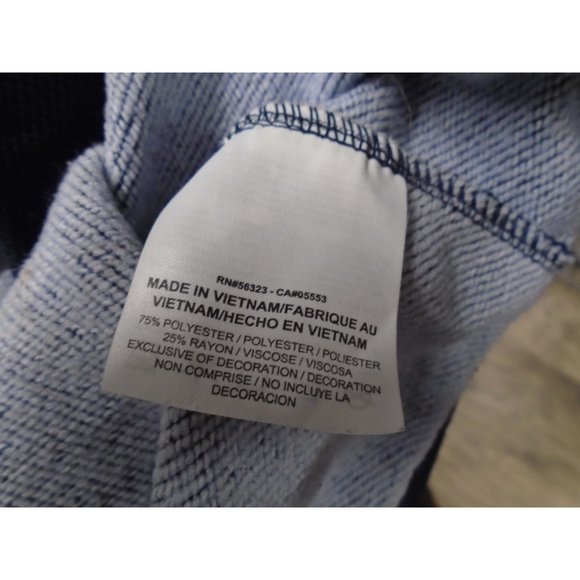 RN#56323 - CA#05553
MADE IN VIETNAM/FABRIQUE AU
VIETNAM/HECHO EN VIETNAM
75% POLYESTER / POLYESTER / POLIESTER
25% RAYON / VISCOSE / VISCOSA
EXCLUSIVE OF DECORATION / DECORATION
NON COMPRISE / NO INCLUYE LA
DECORACION